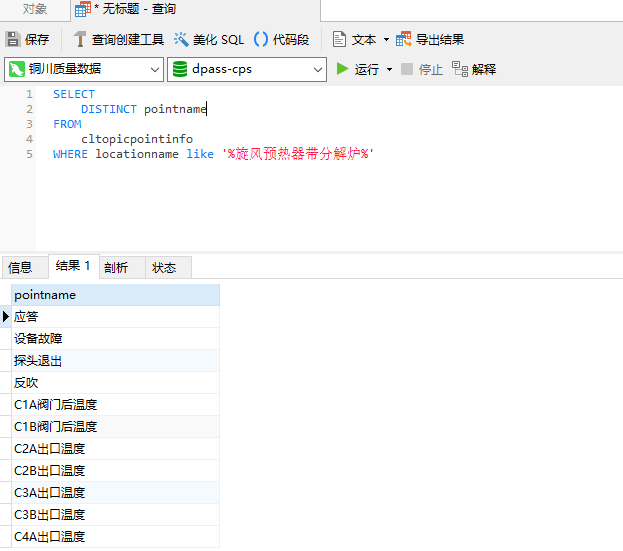 对象
* 无标题 - 查询
保存 查询创建工具 美化 SQL 代码段 文本 导出结果
铜川质量数据 dpass-cps 运行 停止 解释
1 SELECT
2 DISTINCT pointname
3 FROM
4 cltopicpointinfo
5 WHERE locationname like '%旋风预热器带分解炉%'
信息 结果 1 剖析 状态
pointname
应答
设备故障
探头退出
反吹
C1A阀门后温度
C1B阀门后温度
C2A出口温度
C2B出口温度
C3A出口温度
C3B出口温度
C4A出口温度